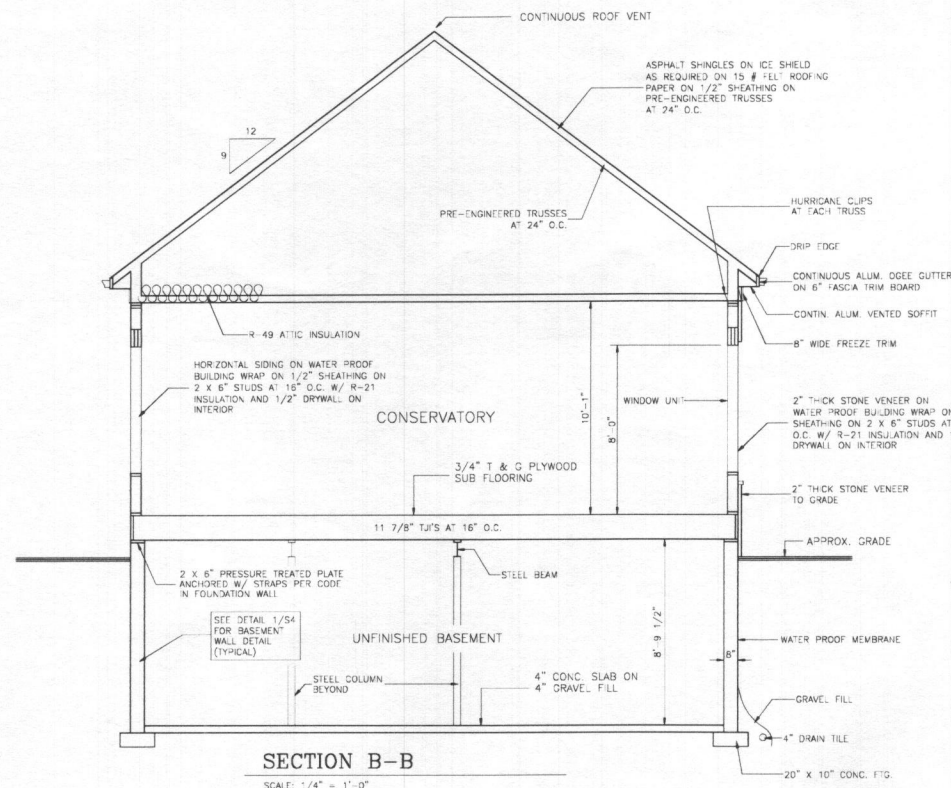 CONTINUOUS ROOF VENT
ASPHALT SHINGLES ON ICE SHIELD
AS REQUIRED ON 15 # FELT ROOFING
PAPER ON 1/2" SHEATHING ON
PRE-ENGINEERED TRUSSES
AT 24" O.C.
12
9
PRE-ENGINEERED TRUSSES
AT 24" O.C.
HURRICANE CLIPS
AT EACH TRUSS
DRIP EDGE
CONTINUOUS ALUM. OGEE GUTTER
ON 6" FASCIA TRIM BOARD
CONTIN. ALUM. VENTED SOFFIT
8" WIDE FREEZE TRIM
R-49 ATTIC INSULATION
HORIZONTAL SIDING ON WATER PROOF
BUILDING WRAP ON 1/2" SHEATHING ON
2 X 6" STUDS AT 16" O.C. W/ R-21
INSULATION AND 1/2" DRYWALL ON
INTERIOR
CONSERVATORY
10'-1"
8'-0"
WINDOW UNIT
2" THICK STONE VENEER ON
WATER PROOF BUILDING WRAP ON
SHEATHING ON 2 X 6" STUDS AT
O.C. W/ R-21 INSULATION AND
DRYWALL ON INTERIOR
3/4" T & G PLYWOOD
SUB FLOORING
2" THICK STONE VENEER
TO GRADE
11 7/8" TJI'S AT 16" O.C.
APPROX. GRADE
2 X 6" PRESSURE TREATED PLATE
ANCHORED W/ STRAPS PER CODE
IN FOUNDATION WALL
STEEL BEAM
SEE DETAIL 1/S4
FOR BASEMENT
WALL DETAIL
(TYPICAL)
UNFINISHED BASEMENT
8' 9 1/2"
WATER PROOF MEMBRANE
8"
STEEL COLUMN
BEYOND
4" CONC. SLAB ON
4" GRAVEL FILL
GRAVEL FILL
4" DRAIN TILE
20" X 10" CONC. FTG.
SECTION B-B
SCALE: 1/4" = 1'-0"